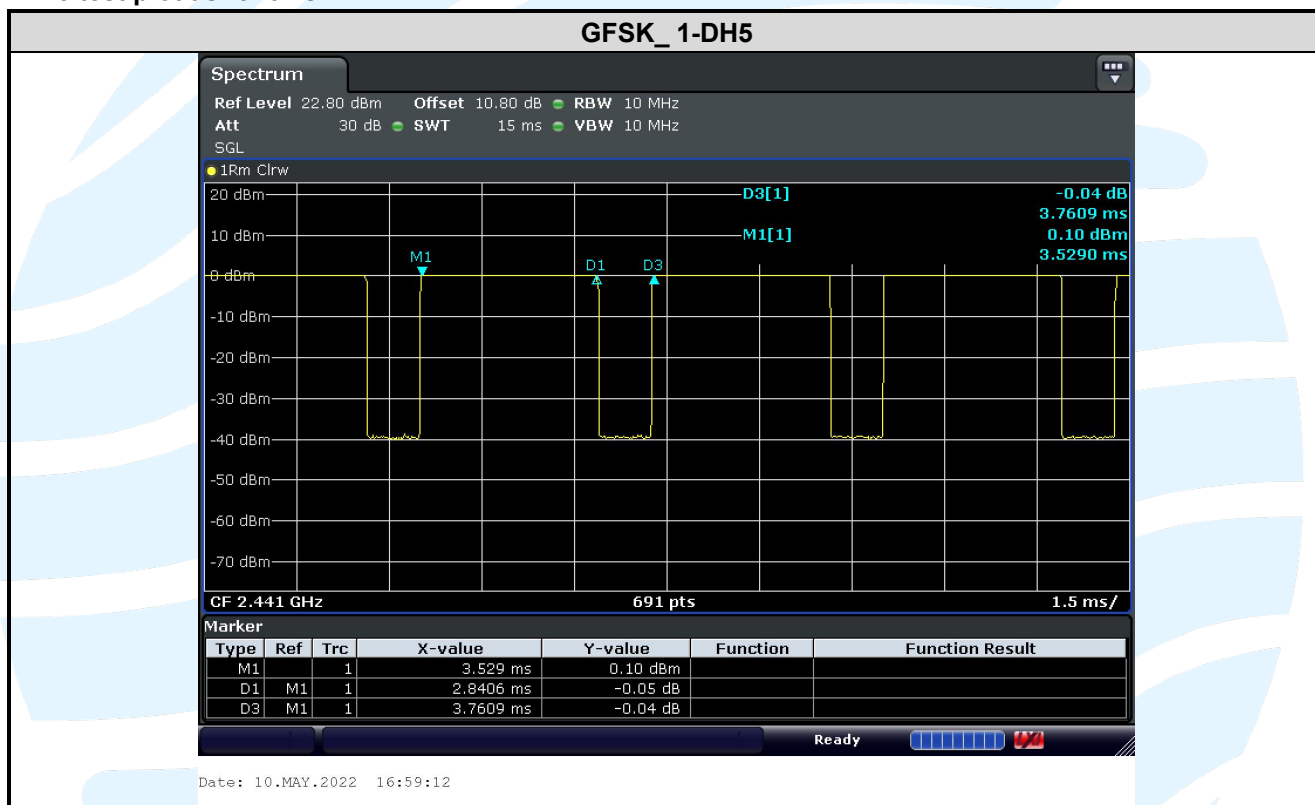 GFSK_ 1-DH5
Spectrum
Ref Level 22.80 dBm Offset 10.80 dB RBW 10 MHz
Att 30 dB SWT 15 ms VBW 10 MHz
SGL
1Rm Clrw
20 dBm
D3[1] -0.04 dB
3.7609 ms
10 dBm
M1[1] 0.10 dBm
3.5290 ms
M1
D1
D3
0 dBm
-10 dBm
-20 dBm
-30 dBm
-40 dBm
-50 dBm
-60 dBm
-70 dBm
CF 2.441 GHz 691 pts 1.5 ms/
Marker
Type Ref Trc X-value Y-value Function Function Result
M1 1 3.529 ms 0.10 dBm
D1 M1 1 2.8406 ms -0.05 dB
D3 M1 1 3.7609 ms -0.04 dB
Ready
Date: 10.MAY.2022 16:59:12